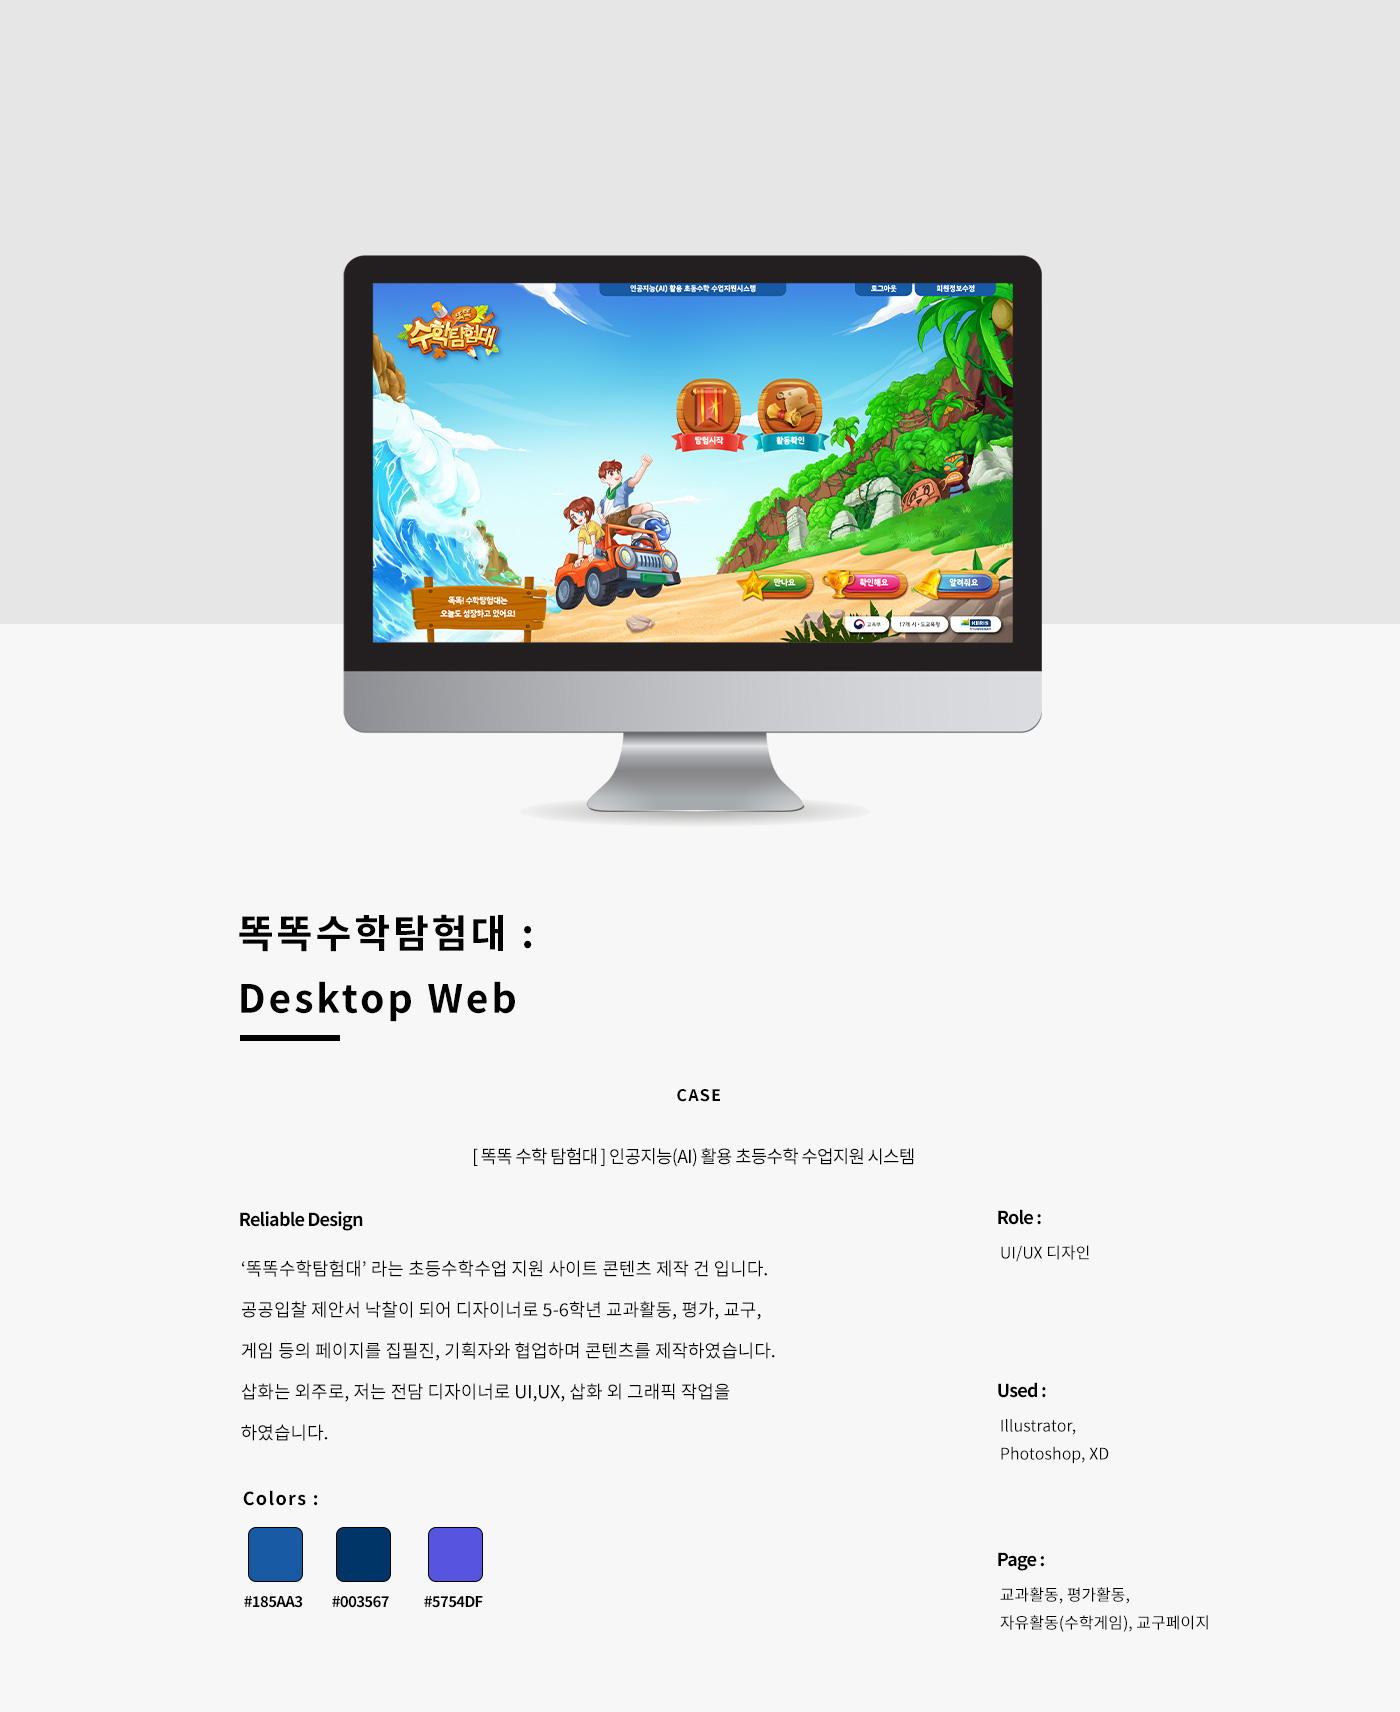 인공지능(AI) 활용 초등수학 수업지원시스템
로그아웃
회원정보수정
똑똑
수학탐험대
탐험시작
활동확인
만나요
확인해요
알려줘요
똑똑! 수학탐험대는
오늘도 성장하고 있어요!
교육부
17개 시·도교육청
KERIS
똑똑수학탐험대 :
Desktop Web
CASE
[ 똑똑 수학 탐험대 ] 인공지능(AI) 활용 초등수학 수업지원 시스템
Reliable Design
‘똑똑수학탐험대’ 라는 초등수학수업 지원 사이트 콘텐츠 제작 건 입니다.
공공입찰 제안서 낙찰이 되어 디자이너로 5-6학년 교과활동, 평가, 교구,
게임 등의 페이지를 집필진, 기획자와 협업하며 콘텐츠를 제작하였습니다.
삽화는 외주로, 저는 전담 디자이너로 UI,UX, 삽화 외 그래픽 작업을
하였습니다.
Colors :
#185AA3
#003567
#5754DF
Role :
UI/UX 디자인
Used :
Illustrator,
Photoshop, XD
Page :
교과활동, 평가활동,
자유활동(수학게임), 교구페이지